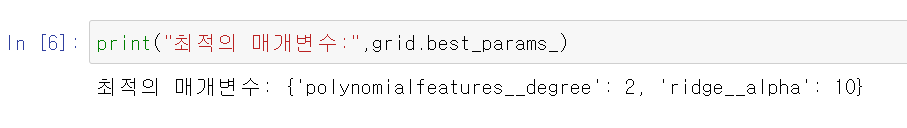 In [6]: print("최적의 매개변수:",grid.best_params_)
최적의 매개변수: {'polynomialfeatures__degree': 2, 'ridge__alpha': 10}